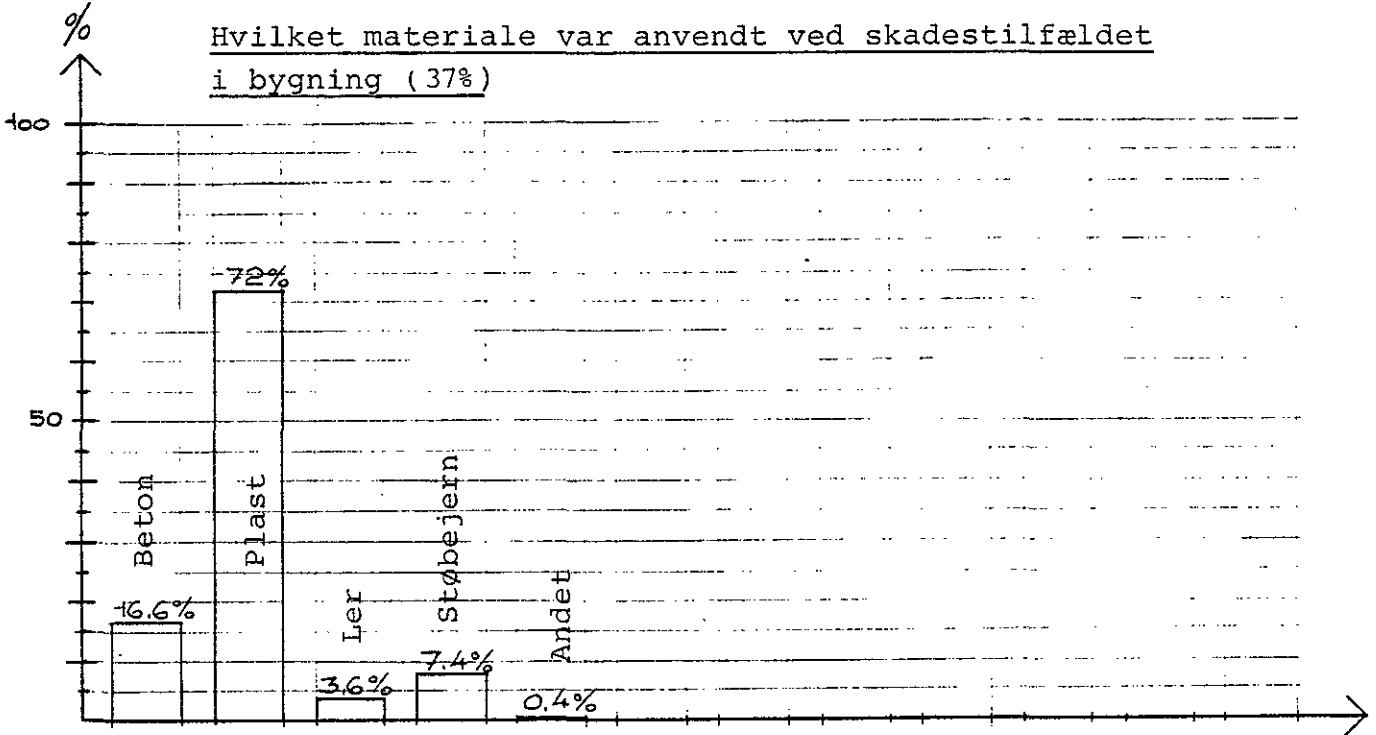 %
Hvilket materiale var anvendt ved skadestilfældet
i bygning (37%)
100
50
Beton
Plast
Ler
Støbejern
Andet
16.6%
72%
3.6%
7.4%
0.4%